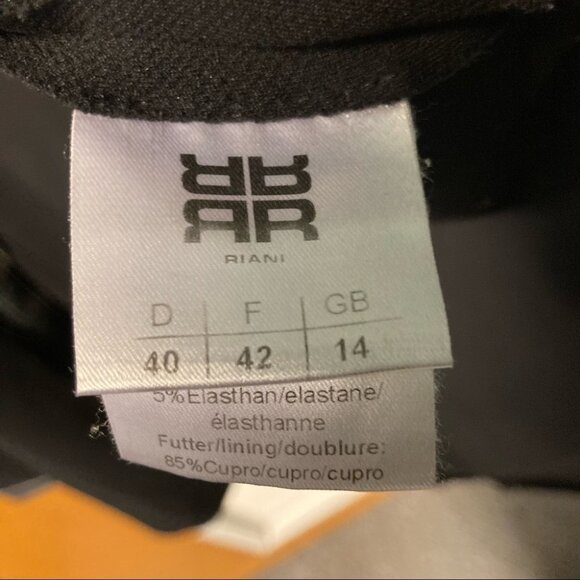 RIANI
D F GB
40 42 14
5%Elasthan/elastane/
élasthanne
Futter/lining/doublure:
85%Cupro/cupro/cupro